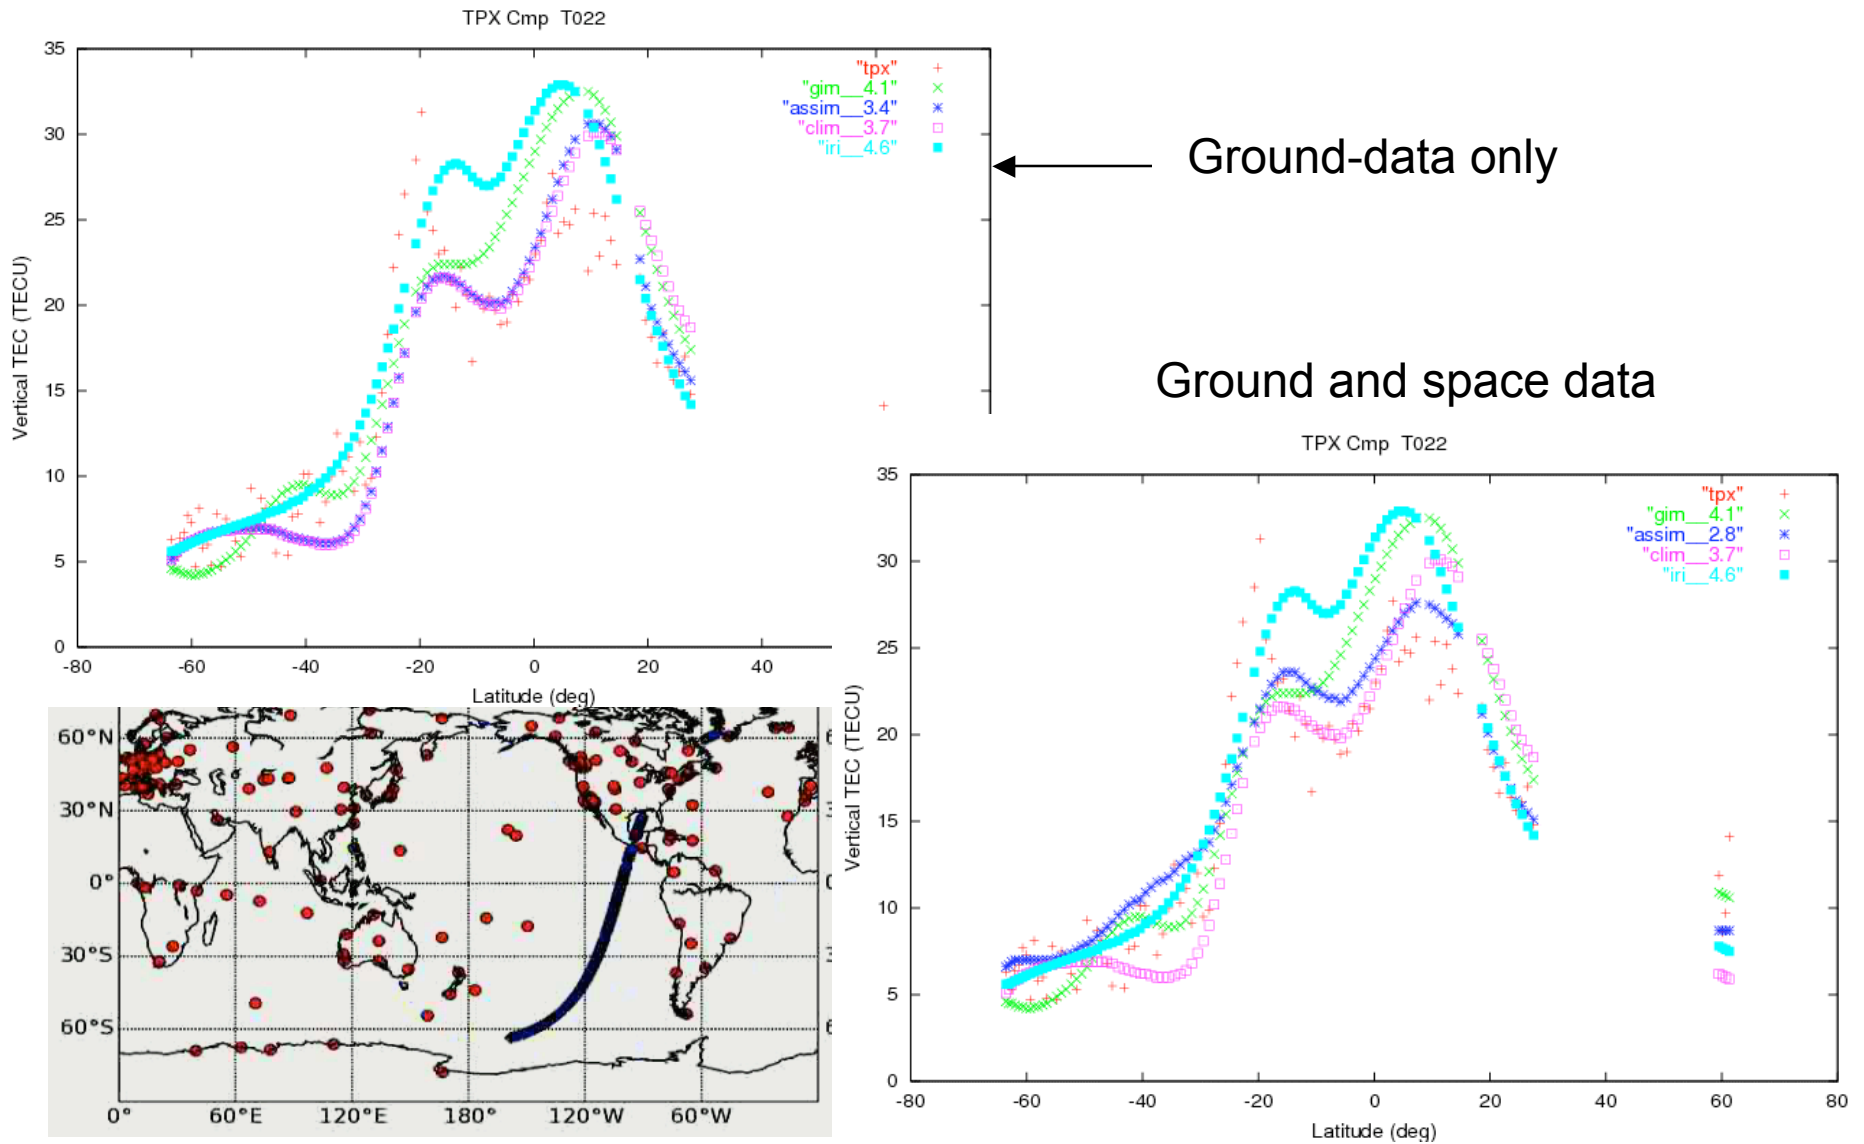 TPX Cmp T022
35
30
25
20
15
10
5
0
Vertical TEC (TECU)
"tpx"
"gim__4.1"
"assim__3.4"
"clim__3.7"
"iri__4.6"
-80
-60
-40
-20
0
20
40
Latitude (deg)
Ground-data only
Ground and space data
TPX Cmp T022
35
30
25
20
15
10
5
0
Vertical TEC (TECU)
"tpx"
"gim__4.1"
"assim__2.8"
"clim__3.7"
"iri__4.6"
-80
-60
-40
-20
0
20
40
60
80
Latitude (deg)
60°N
30°N
0°
30°S
60°S
0°
60°E
120°E
180°
120°W
60°W